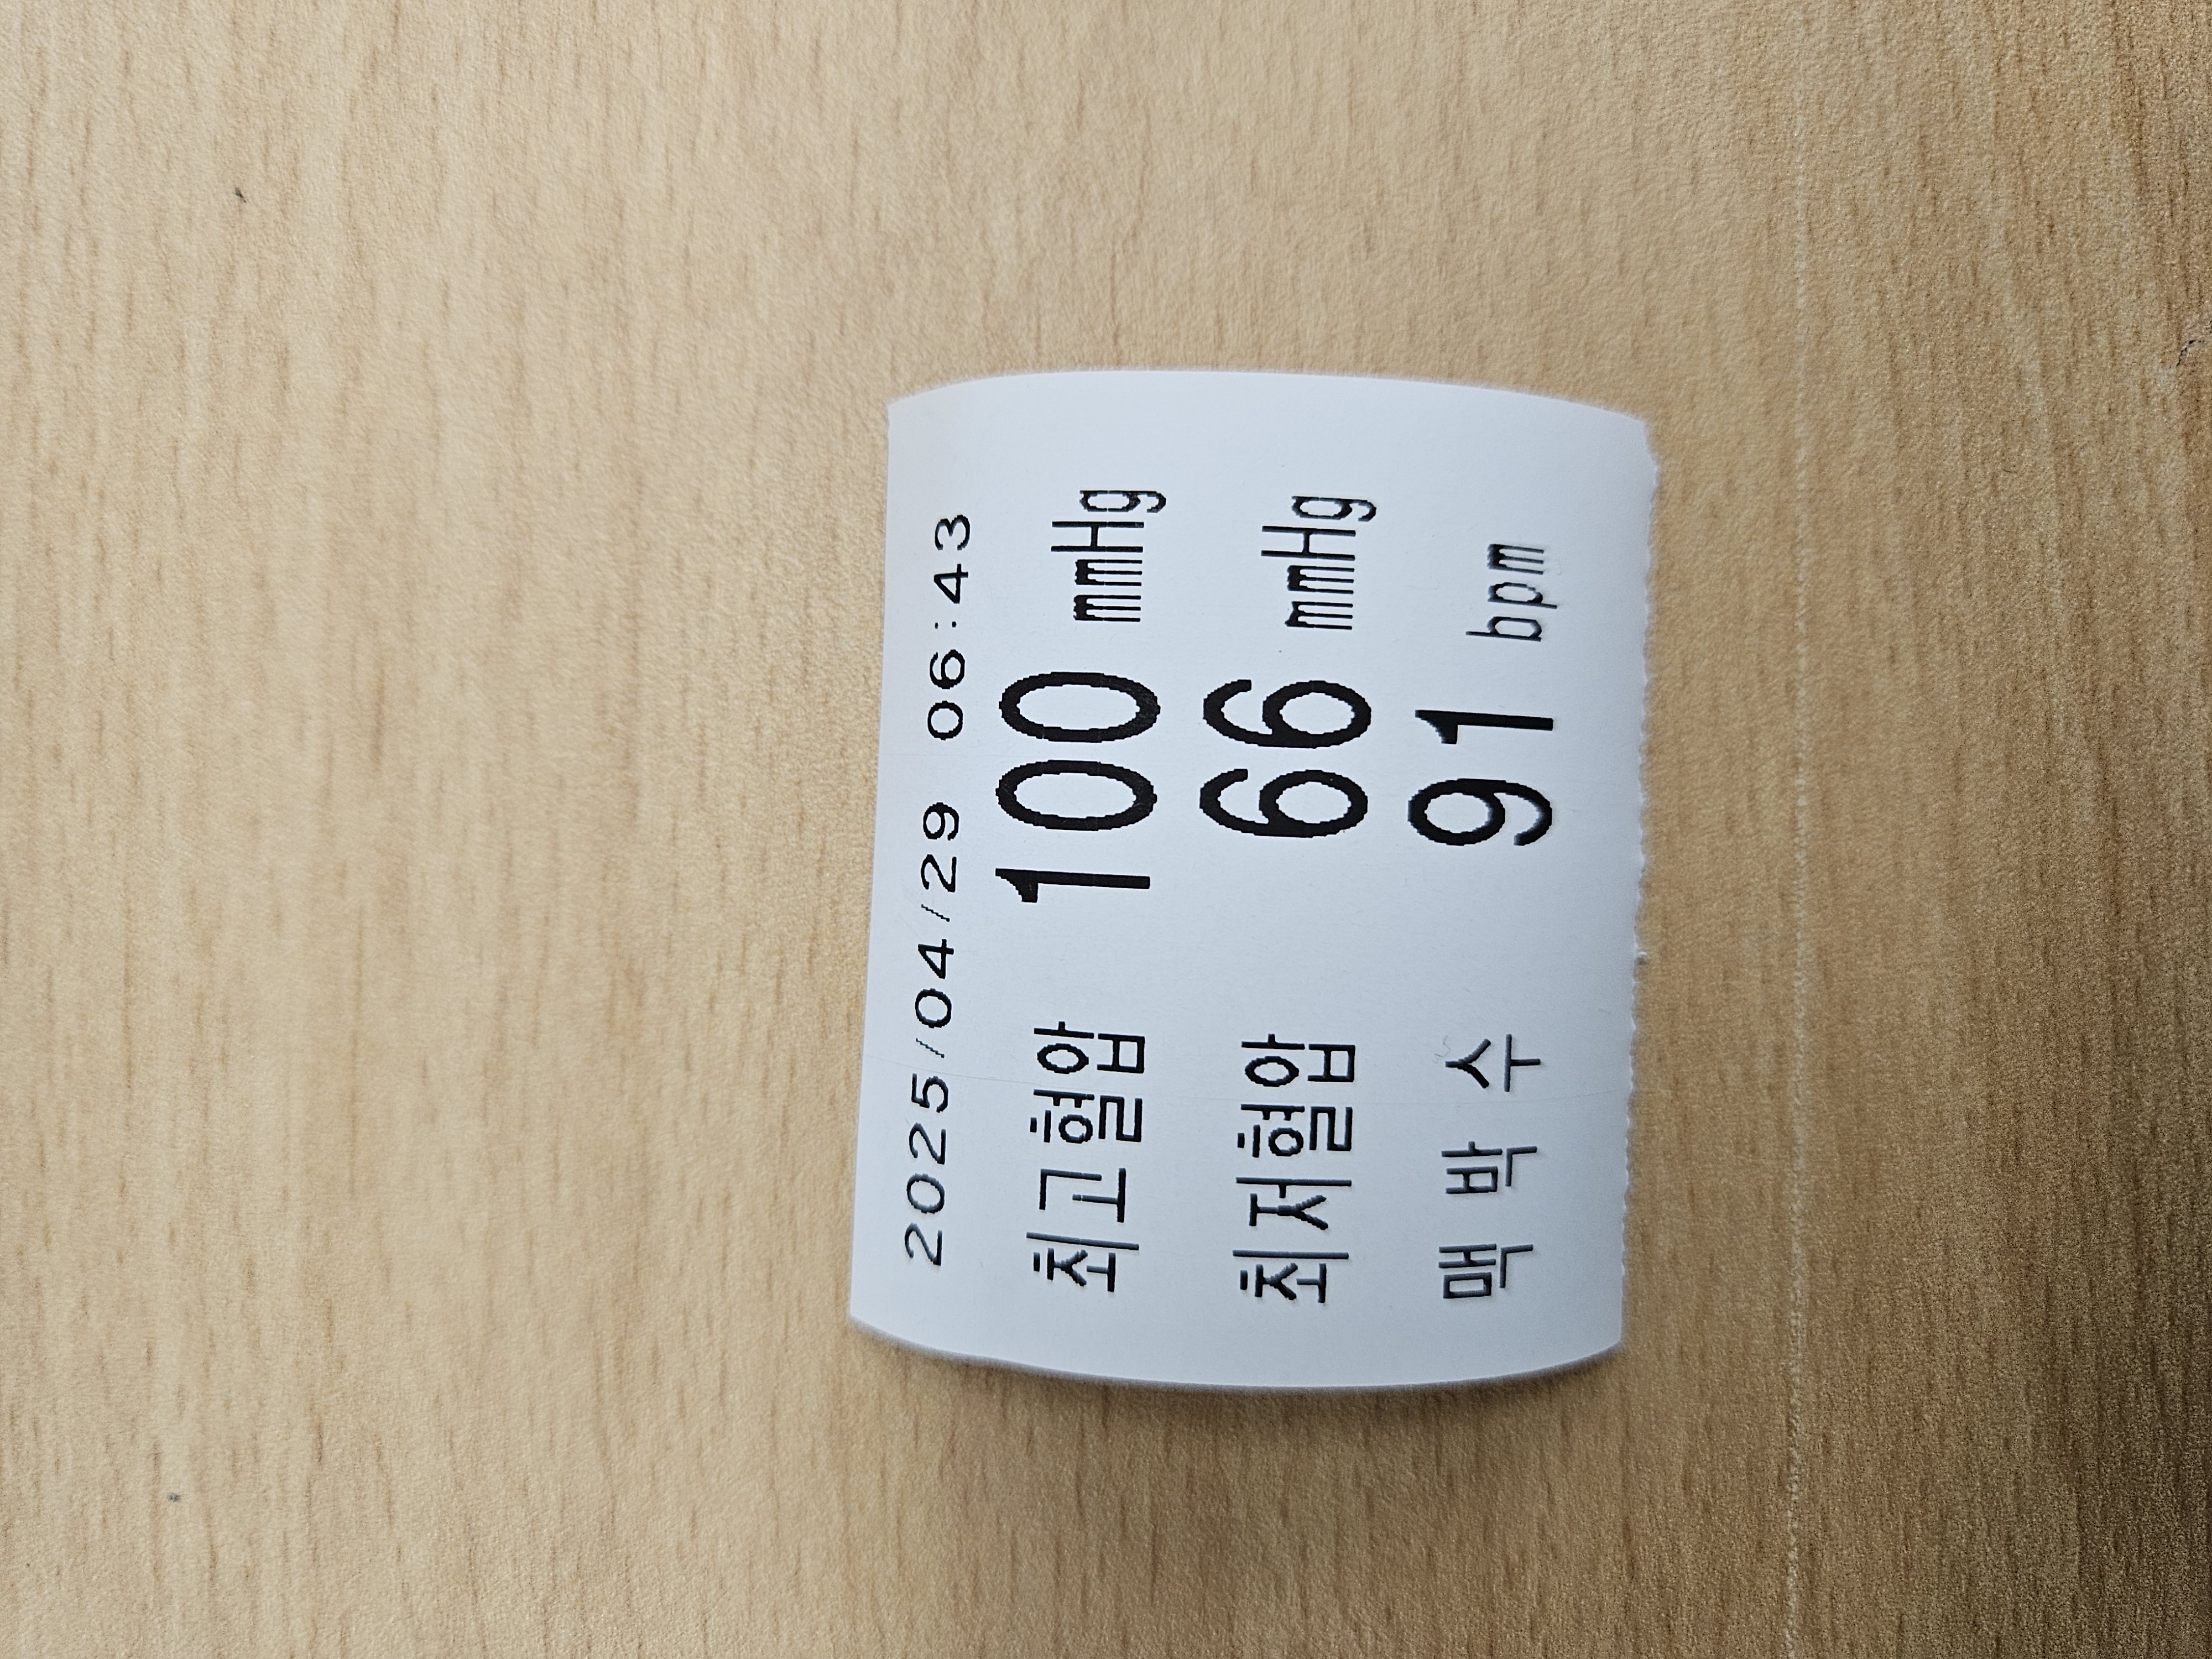 2025/04/29 06:43
최고혈압 100 mmHg
최저혈압 66 mmHg
맥 박 수 91 bpm